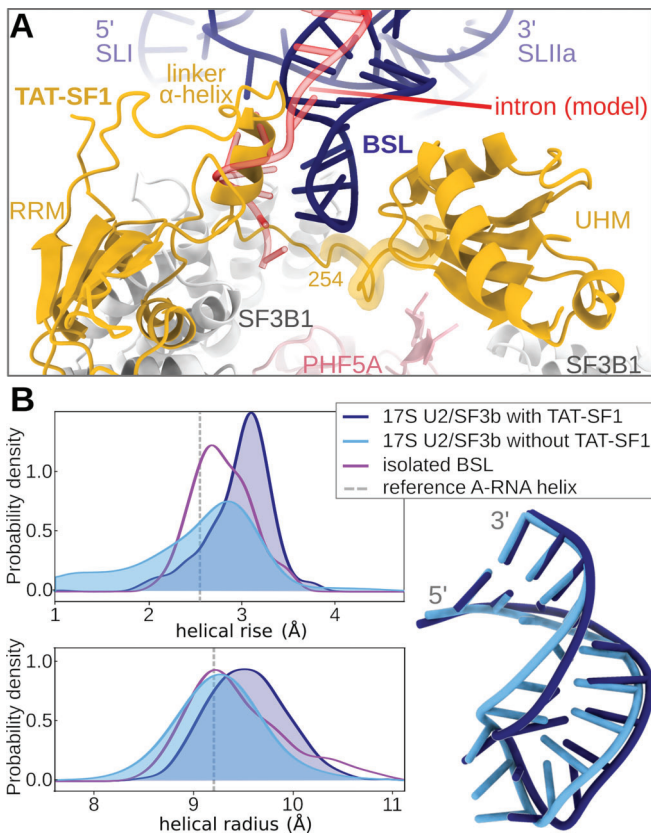 A
5'
SLI
3'
SLIIa
linker
α-helix
TAT-SF1
intron (model)
BSL
RRM
UHM
254
SF3B1
PHF5A
SF3B1
B
17S U2/SF3b with TAT-SF1
17S U2/SF3b without TAT-SF1
isolated BSL
reference A-RNA helix
Probability density
1.0
0.5
0.0
1
2
3
4
helical rise (Å)
3'
5'
Probability density
1.0
0.5
0.0
8
9
10
11
helical radius (Å)